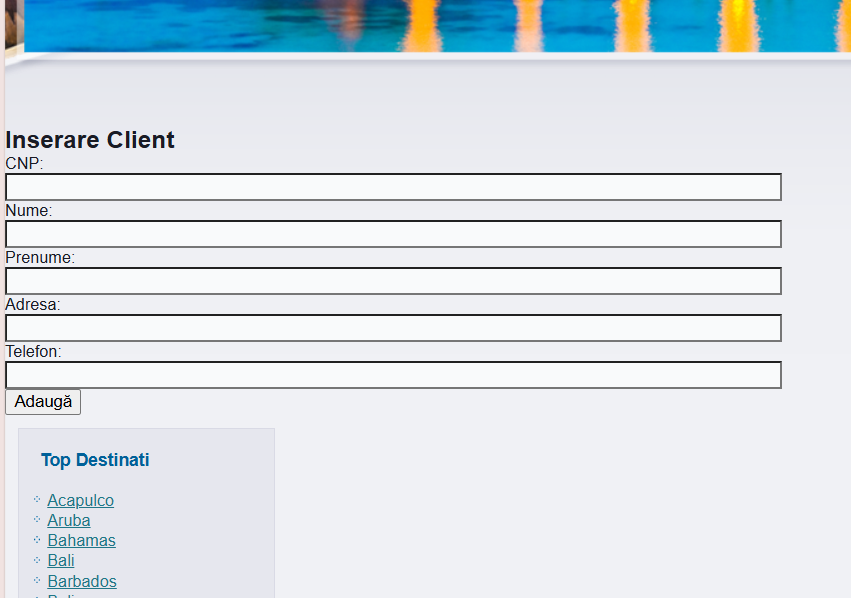 Inserare Client
CNP:
Nume:
Prenume:
Adresa:
Telefon:
Adaugă
Top Destinati
Acapulco
Aruba
Bahamas
Bali
Barbados